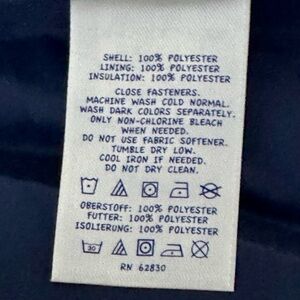 SHELL: 100% POLYESTER
LINING: 100% POLYESTER
INSULATION: 100% POLYESTER
CLOSE FASTENERS.
MACHINE WASH COLD NORMAL.
WASH DARK COLORS SEPARATELY.
ONLY NON-CHLORINE BLEACH
WHEN NEEDED.
DO NOT USE FABRIC SOFTENER.
TUMBLE DRY LOW.
COOL IRON IF NEEDED.
DO NOT DRY CLEAN.
OBERSTOFF: 100% POLYESTER
FUTTER: 100% POLYESTER
ISOLIERUNG: 100% POLYESTER
30
RN 62830